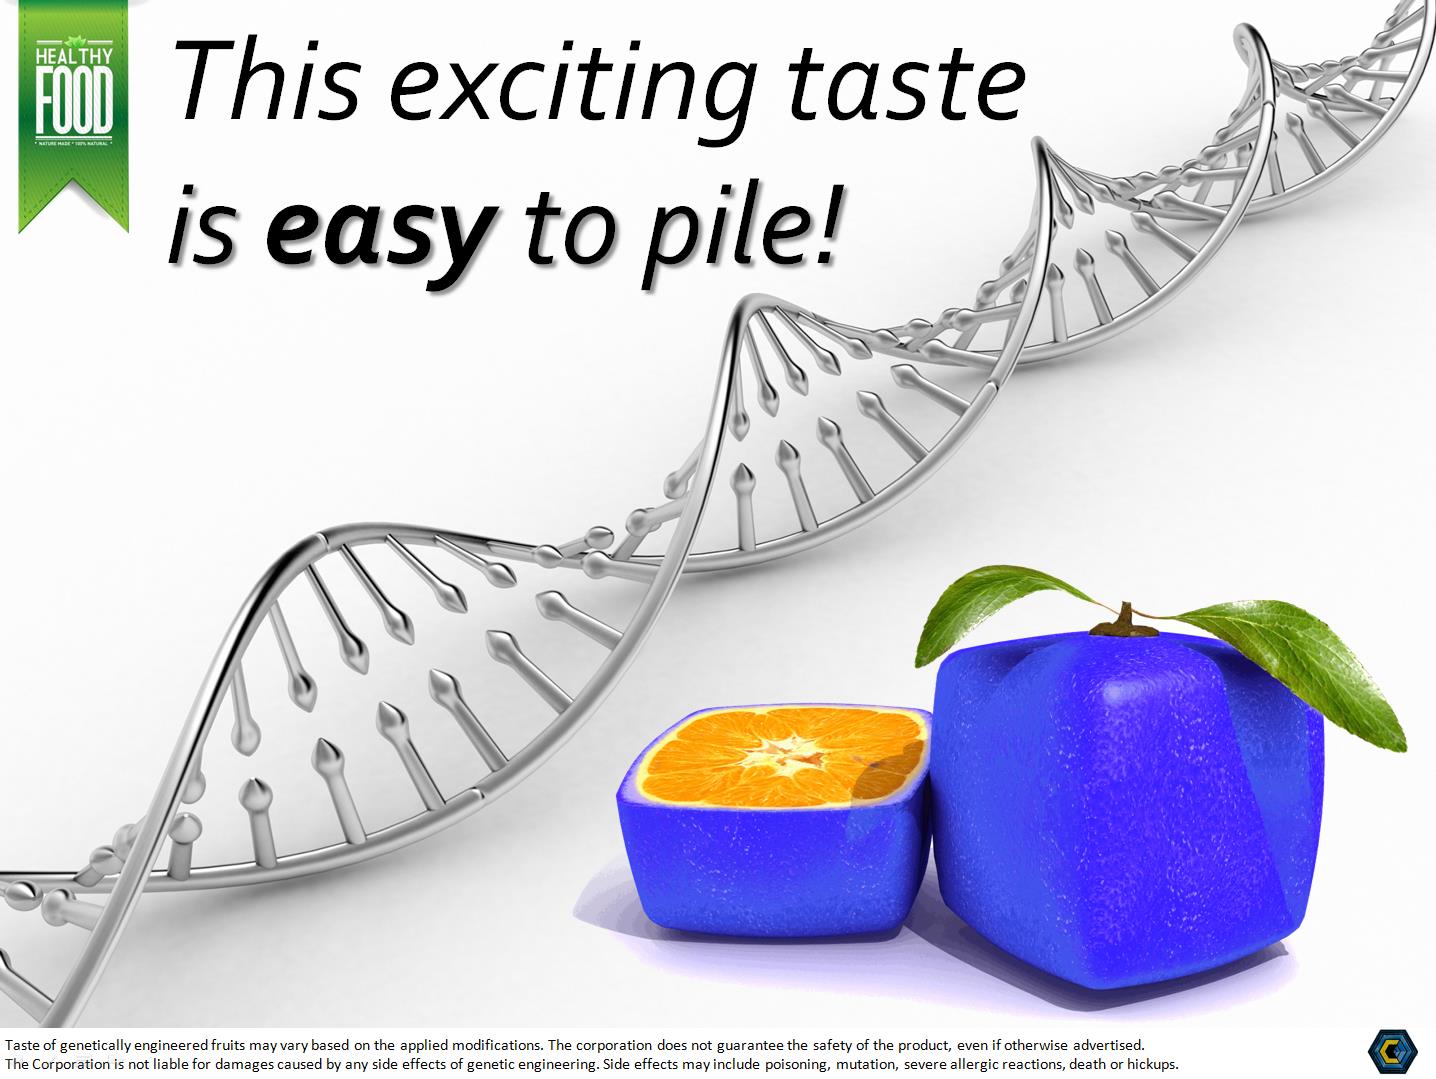 HEALTHY
FOOD
* NATURE MADE * 100% NATURAL *
This exciting taste
is easy to pile!
Taste of genetically engineered fruits may vary based on the applied modifications. The corporation does not guarantee the safety of the product, even if otherwise advertised.
The Corporation is not liable for damages caused by any side effects of genetic engineering. Side effects may include poisoning, mutation, severe allergic reactions, death or hickups.